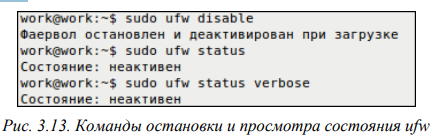 work@work:~$ sudo ufw disable
Фаервол остановлен и деактивирован при загрузке
work@work:~$ sudo ufw status
Состояние: неактивен
work@work:~$ sudo ufw status verbose
Состояние: неактивен
Рис. 3.13. Команды остановки и просмотра состояния ufw